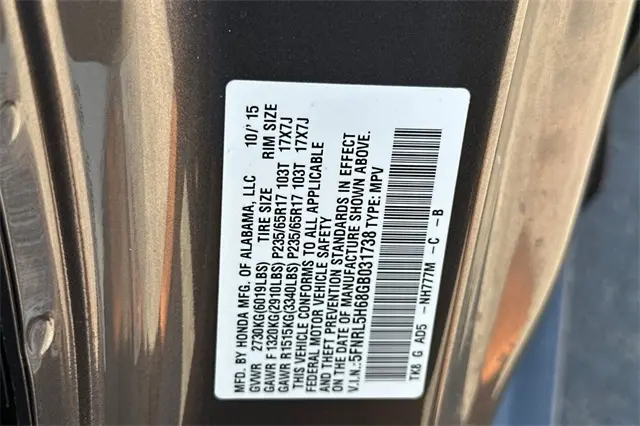 MFD. BY HONDA MFG. OF ALABAMA, LLC 10/'15
GVWR 2730KG(6019LBS) TIRE SIZE RIM SIZE
GAWR F 1320KG(2910LBS) P235/65R17 103T 17X7J
GAWR R1515KG(3340LBS) P235/65R17 103T 17X7J
THIS VEHICLE CONFORMS TO ALL APPLICABLE
FEDERAL MOTOR VEHICLE SAFETY
AND THEFT PREVENTION STANDARDS IN EFFECT
ON THE DATE OF MANUFACTURE SHOWN ABOVE.
V.I.N.:5FNRL5H68GB031738 TYPE: MPV
TK8 G AD5 -NH777M -C -B